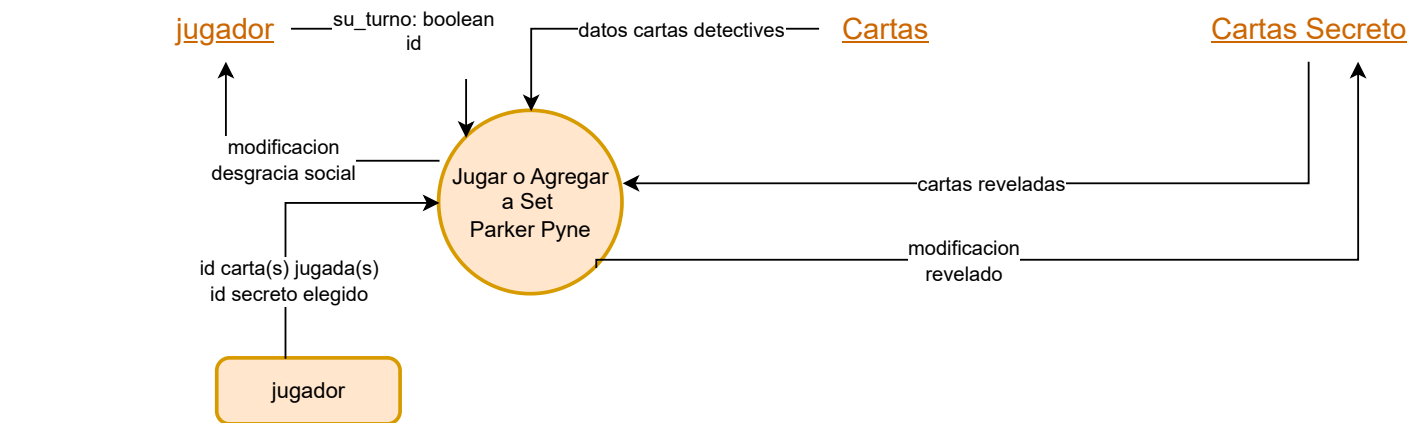 jugador
su_turno: boolean
id
datos cartas detectives
Cartas
Cartas Secreto
modificacion
desgracia social
Jugar o Agregar
a Set
Parker Pyne
cartas reveladas
modificacion
revelado
id carta(s) jugada(s)
id secreto elegido
jugador